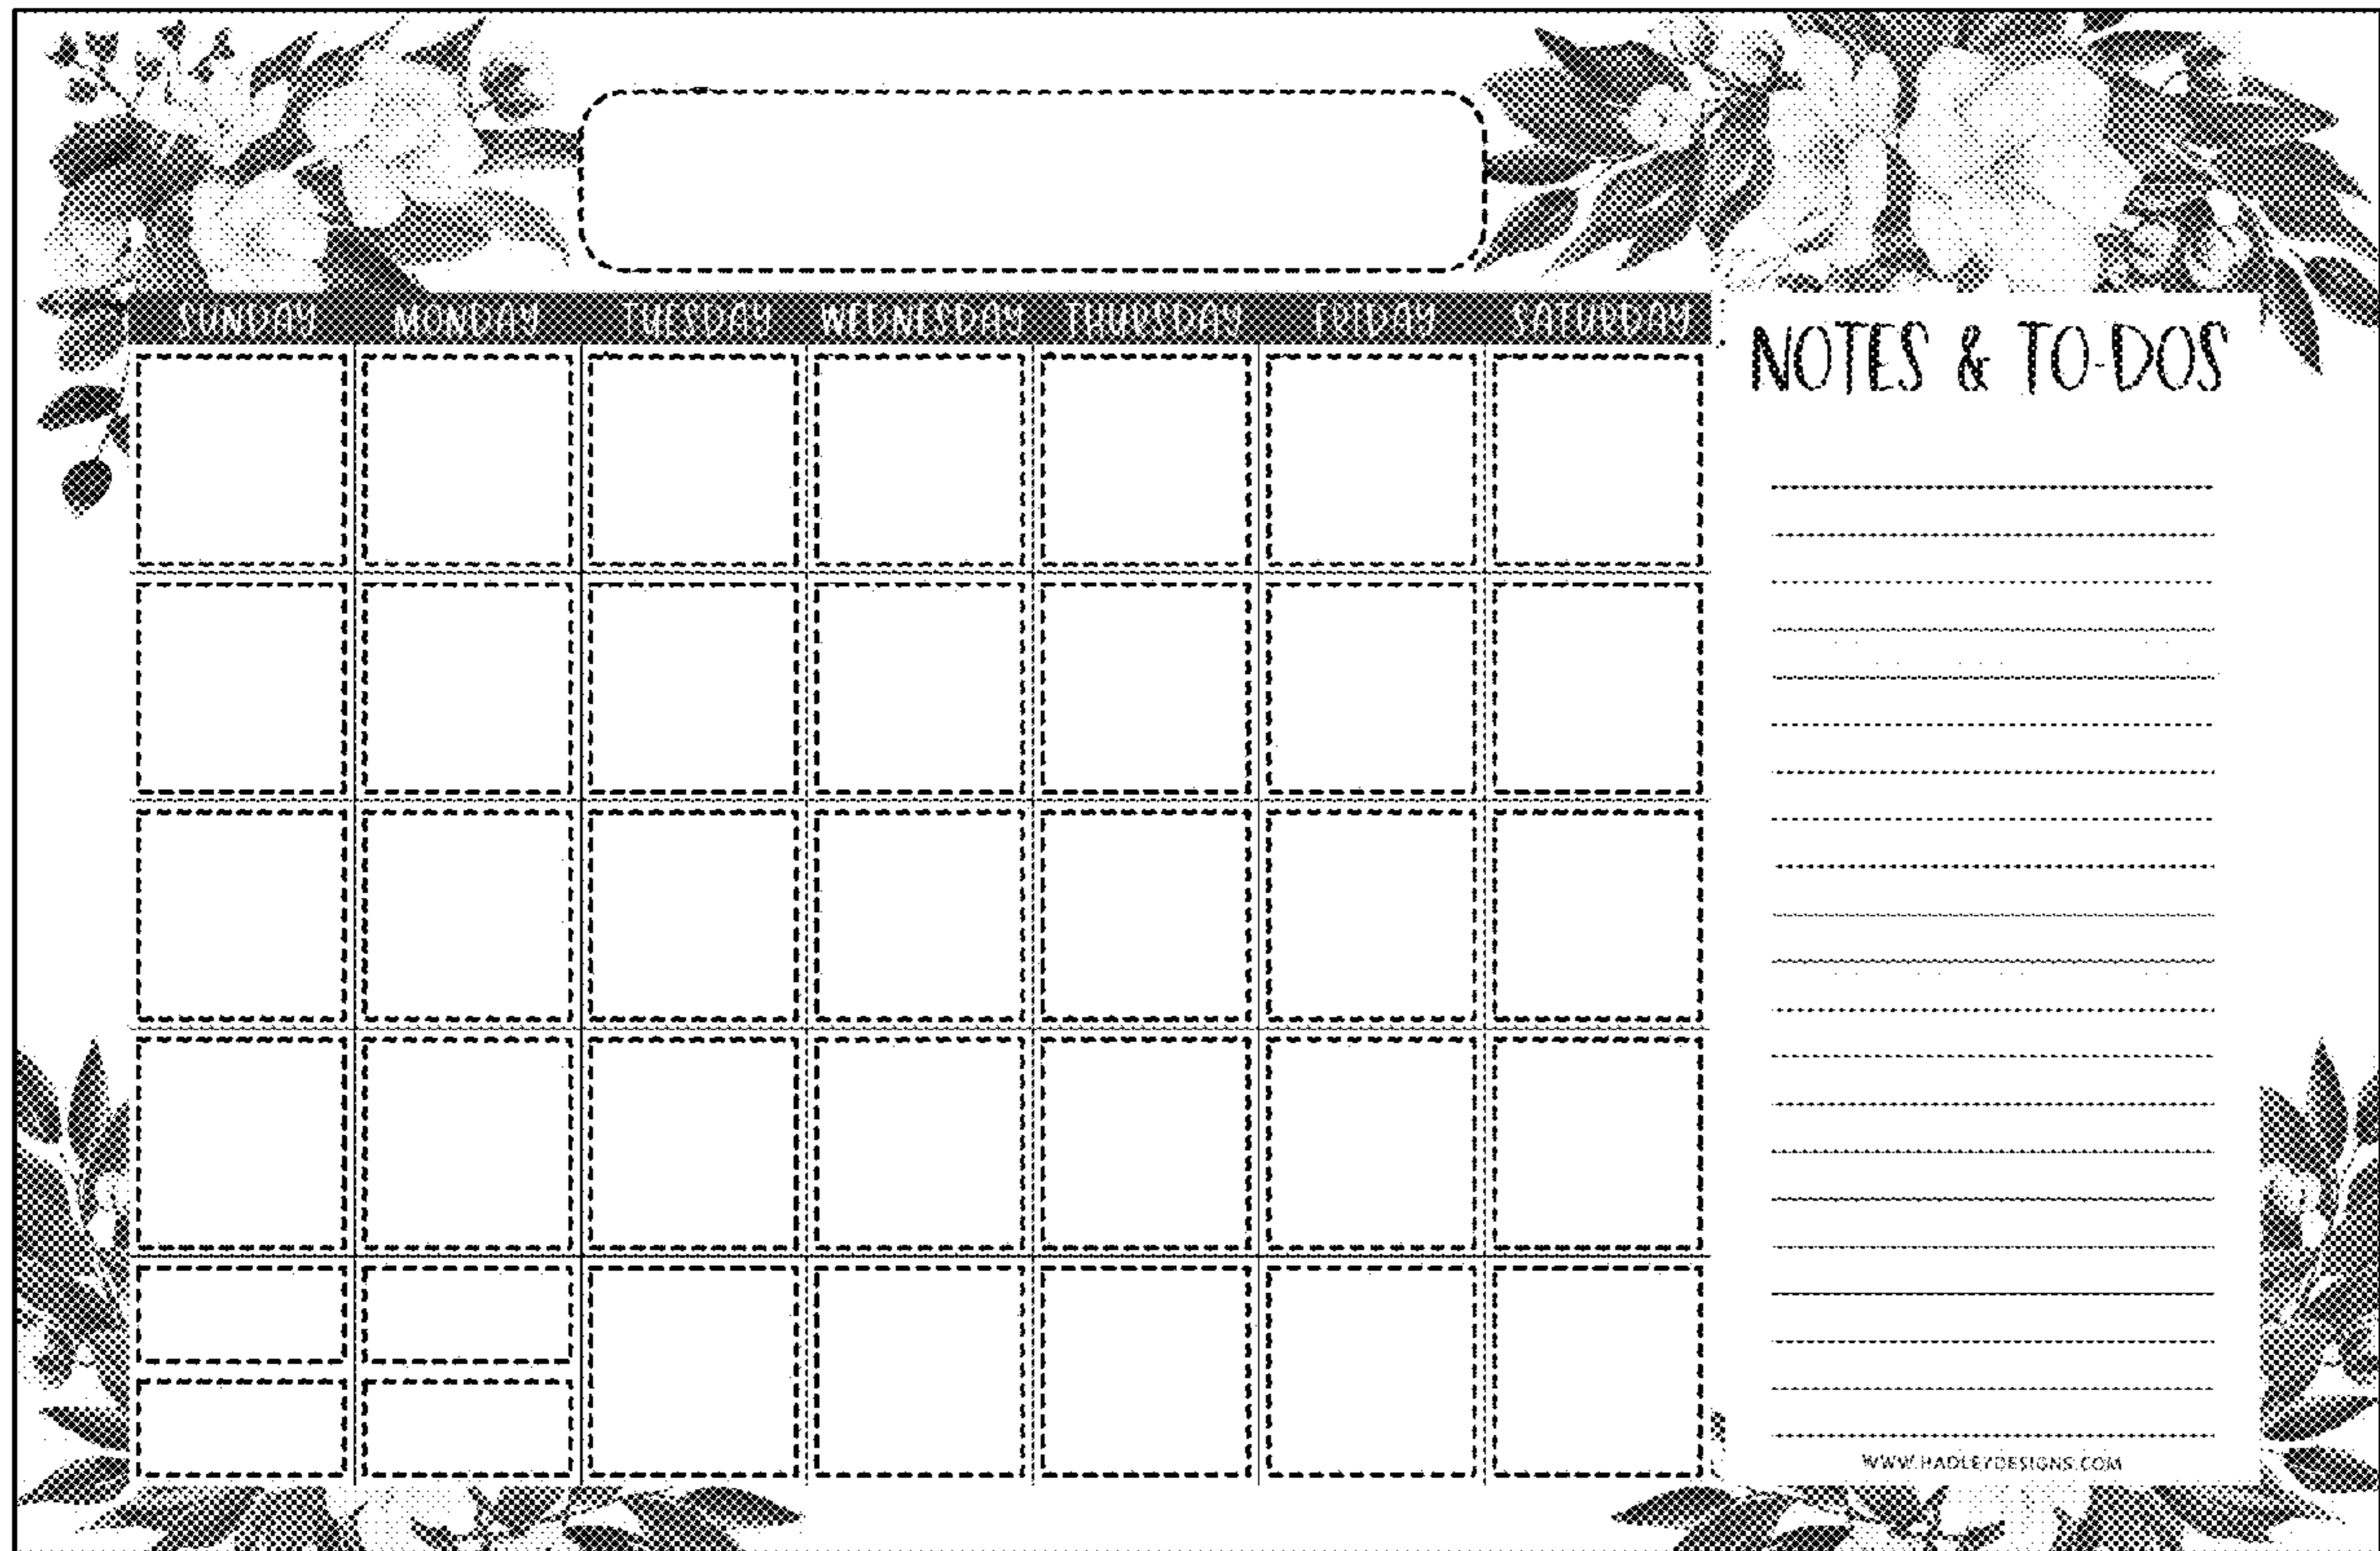 SUNDAY MONDAY TUESDAY WEDNESDAY THURSDAY FRIDAY SATURDAY
NOTES & TO-DOS
WWW.HADLEYDESIGNS.COM